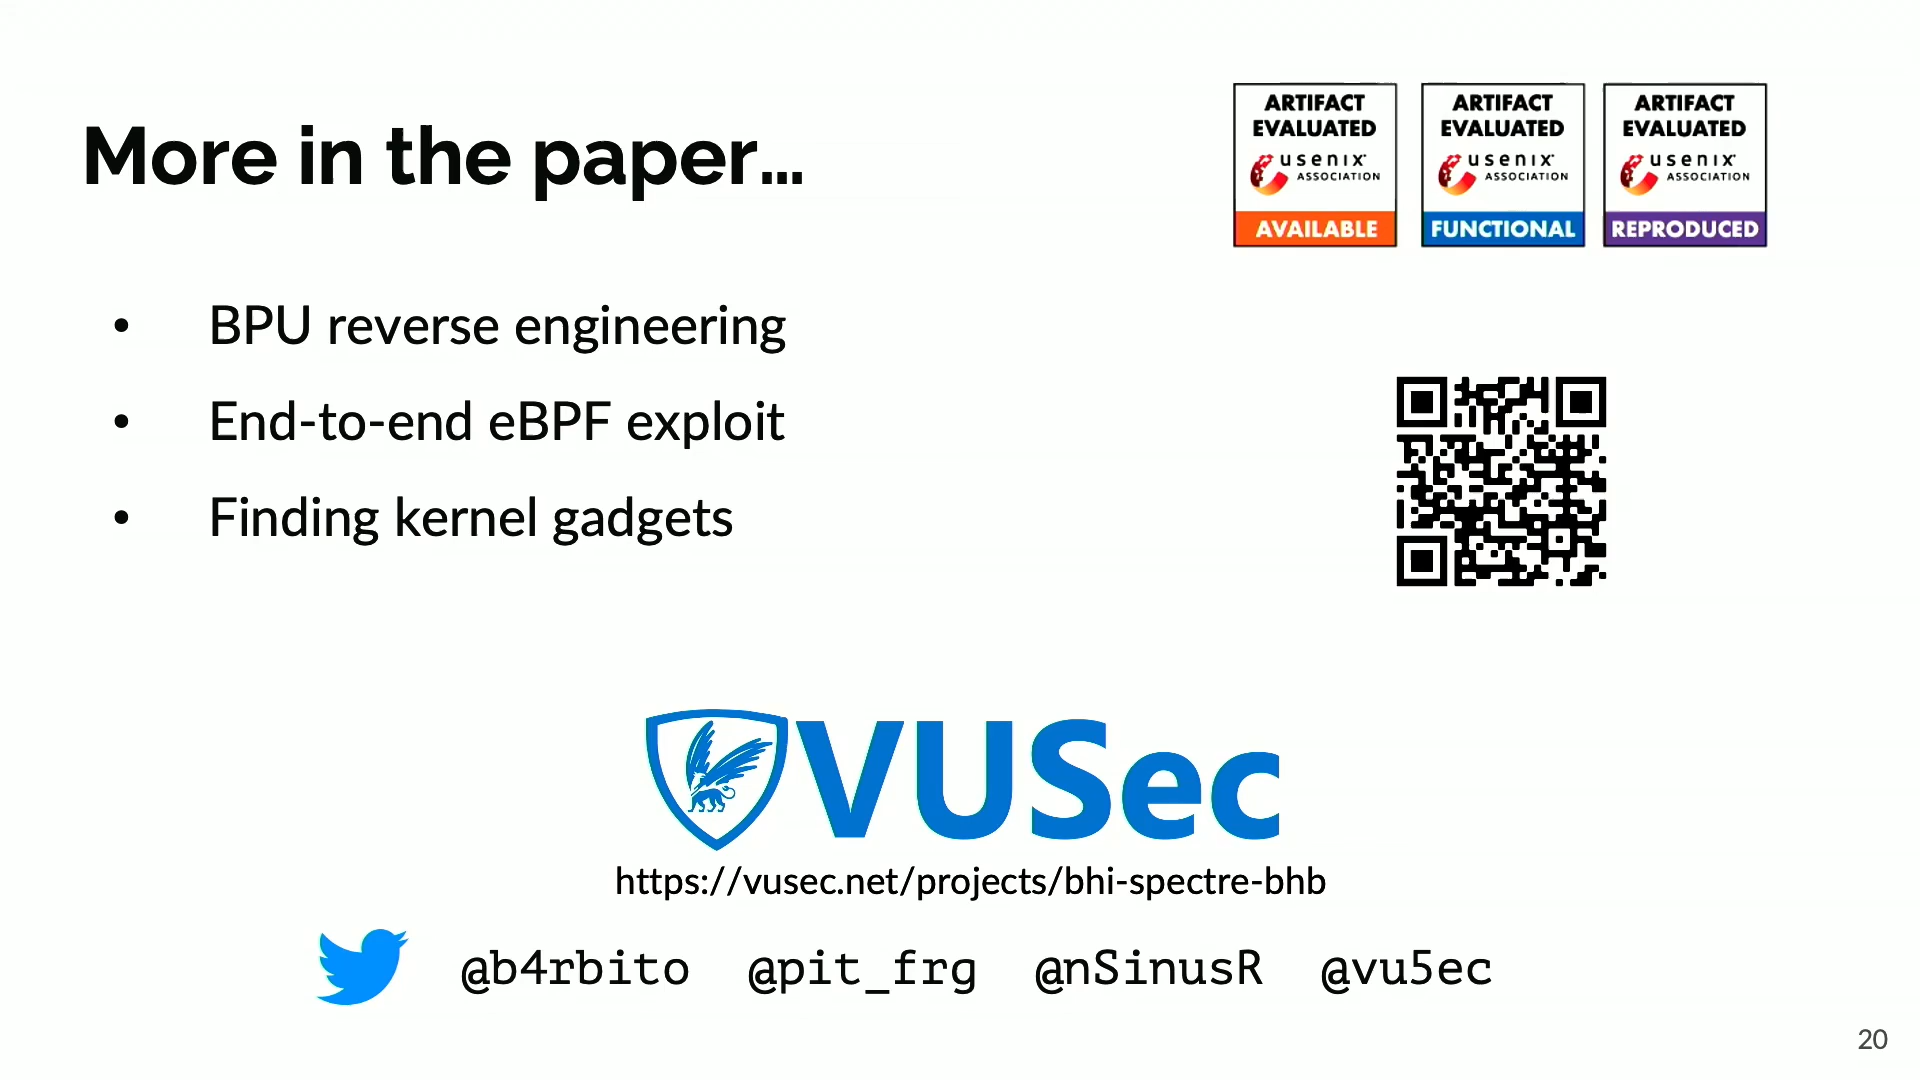 More in the paper...
ARTIFACT
EVALUATED
usenix
ASSOCIATION
AVAILABLE
ARTIFACT
EVALUATED
usenix
ASSOCIATION
FUNCTIONAL
ARTIFACT
EVALUATED
usenix
ASSOCIATION
REPRODUCED
• BPU reverse engineering
• End-to-end eBPF exploit
• Finding kernel gadgets
VUSec
https://vusec.net/projects/bhi-spectre-bhb
@b4rbito @pit_frg @nSinusR @vu5ec
20